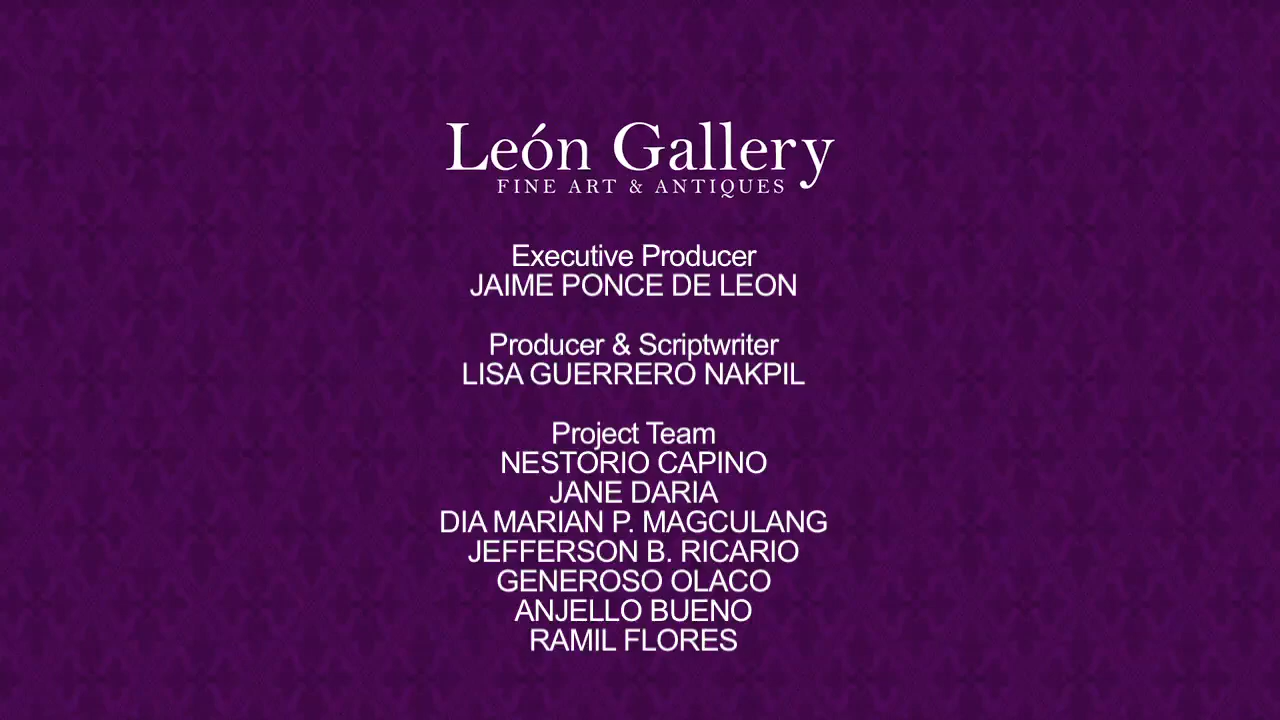 León Gallery
FINE ART & ANTIQUES
Executive Producer
JAIME PONCE DE LEON
Producer & Scriptwriter
LISA GUERRERO NAKPIL
Project Team
NESTORIO CAPINO
JANE DARIA
DIA MARIAN P. MAGCULANG
JEFFERSON B. RICARIO
GENEROSO OLACO
ANJELLO BUENO
RAMIL FLORES